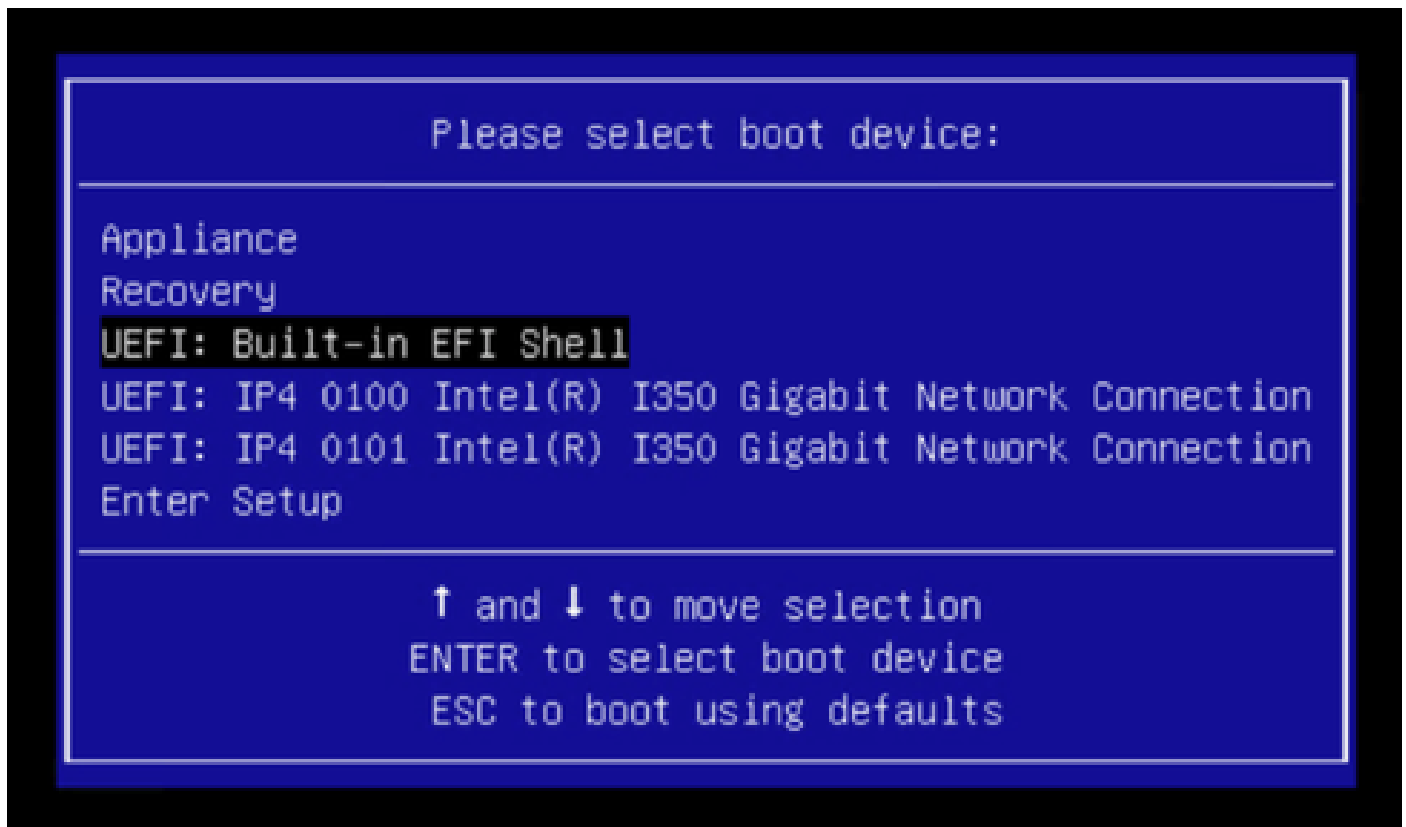 Please select boot device:
Appliance
Recovery
UEFI: Built-in EFI Shell
UEFI: IP4 0100 Intel(R) I350 Gigabit Network Connection
UEFI: IP4 0101 Intel(R) I350 Gigabit Network Connection
Enter Setup
↑ and ↓ to move selection
ENTER to select boot device
ESC to boot using defaults